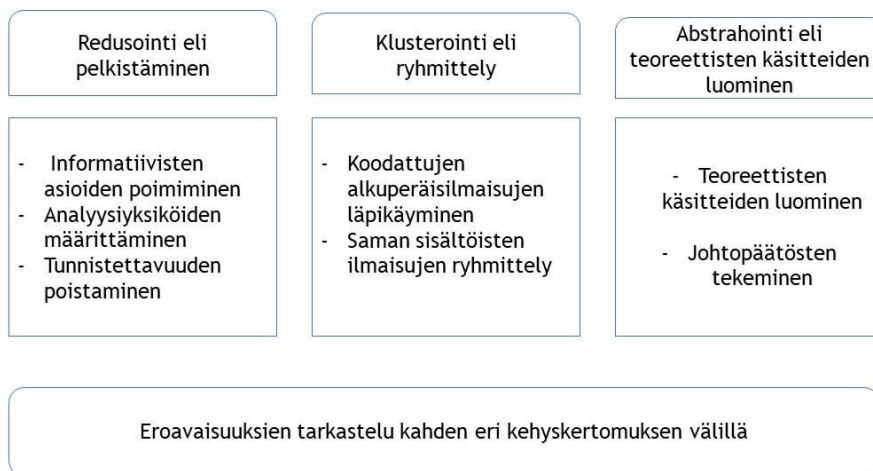 Redusointi eli
pelkistäminen
Klusterointi eli
ryhmittely
Abstrahointi eli
teoreettisten käsitteiden
luominen
- Informatiivisten
asioiden poimiminen
- Analyysiyksiköiden
määrittäminen
- Tunnistettavuuden
poistaminen
- Koodattujen
alkuperäisilmaisujen
läpikäyminen
- Saman sisältöisten
ilmaisujen ryhmittely
- Teoreettisten
käsitteiden luominen
- Johtopäätösten
tekeminen
Eroavaisuuksien tarkastelu kahden eri kehyskertomuksen välillä